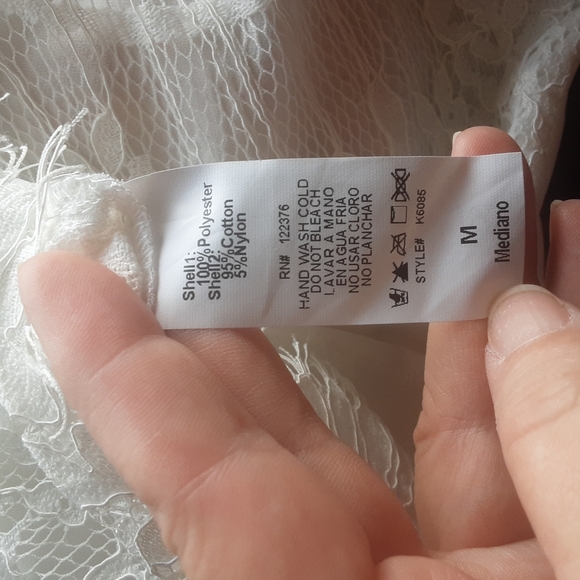 Shell1:
100% Polyester
Shell2:
95% Cotton
5% Nylon
RN# 122376
HAND WASH COLD
DO NOT BLEACH
LAVAR A MANO
EN AGUA FRIA
NO USAR CLORO
NO PLANCHAR
STYLE# K6085
M
Mediano